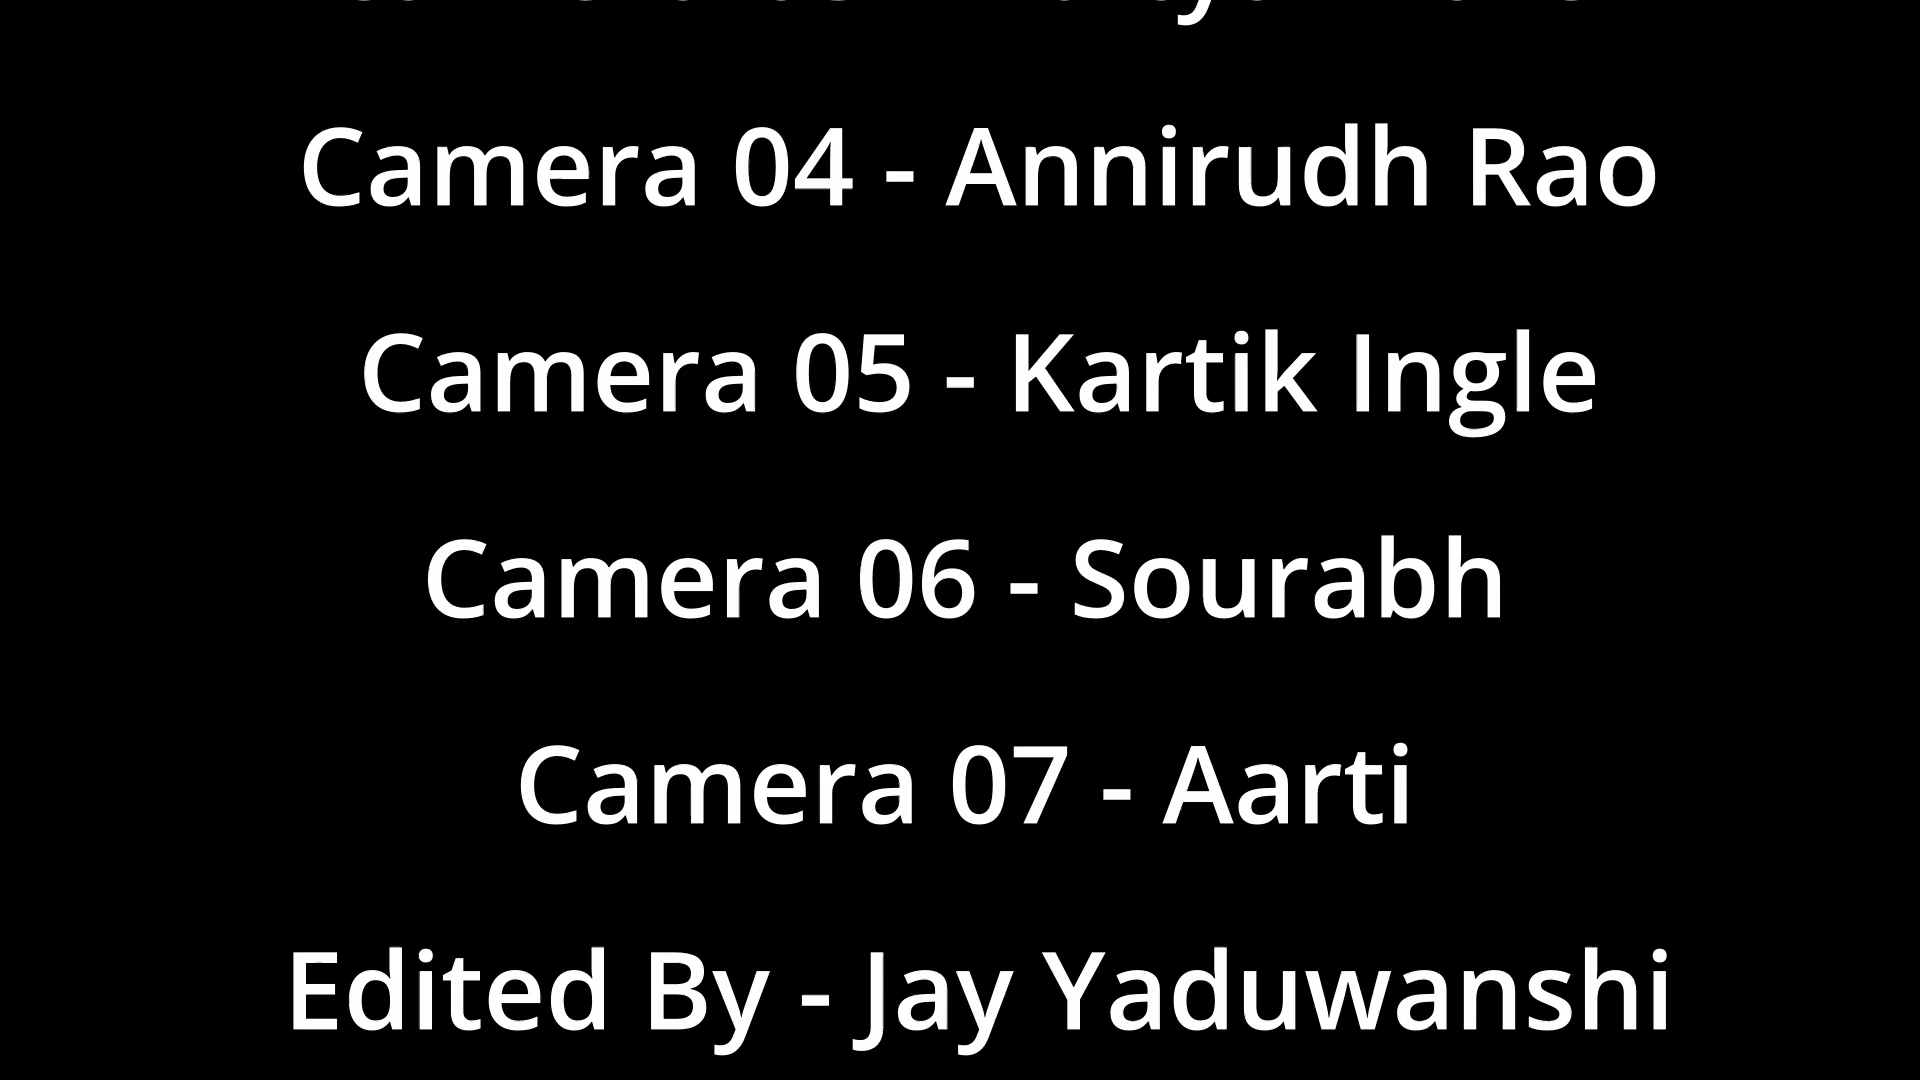 Camera 04 - Annirudh Rao
Camera 05 - Kartik Ingle
Camera 06 - Sourabh
Camera 07 - Aarti
Edited By - Jay Yaduwanshi